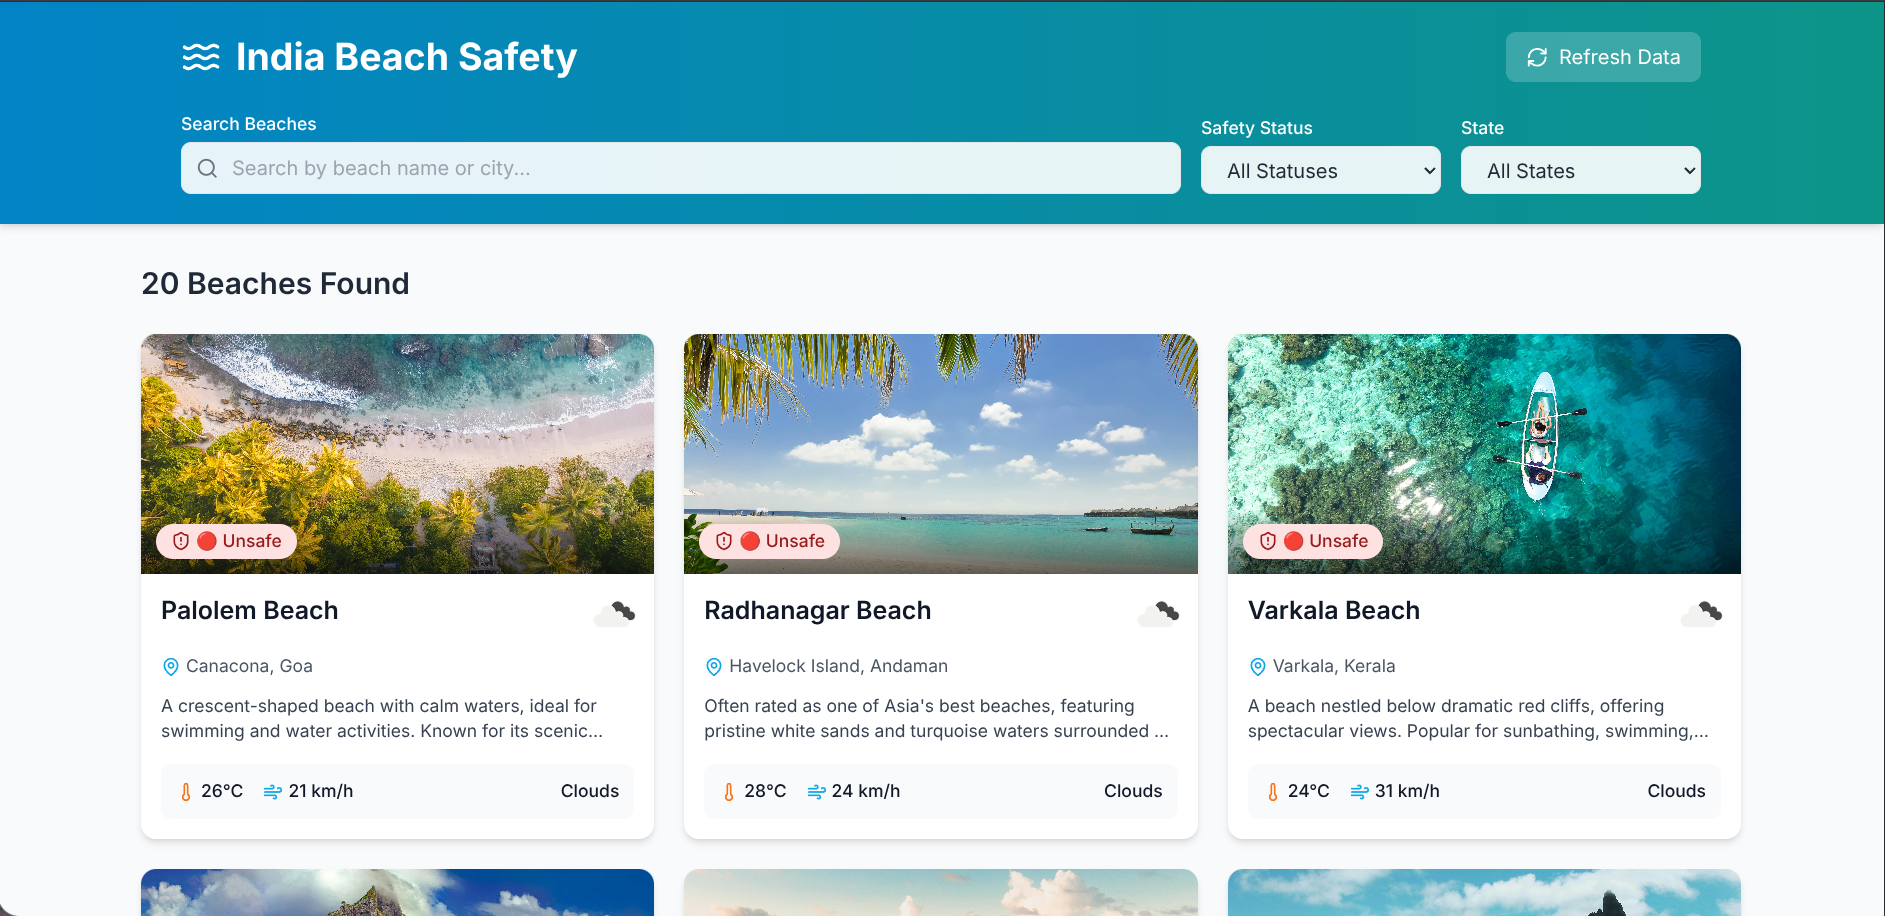 India Beach Safety
Refresh Data
Search Beaches
Search by beach name or city...
Safety Status
All Statuses
State
All States
20 Beaches Found
Unsafe
Palolem Beach
Canacona, Goa
A crescent-shaped beach with calm waters, ideal for
swimming and water activities. Known for its scenic...
26°C
21 km/h
Clouds
Unsafe
Radhanagar Beach
Havelock Island, Andaman
Often rated as one of Asia's best beaches, featuring
pristine white sands and turquoise waters surrounded ...
28°C
24 km/h
Clouds
Unsafe
Varkala Beach
Varkala, Kerala
A beach nestled below dramatic red cliffs, offering
spectacular views. Popular for sunbathing, swimming,...
24°C
31 km/h
Clouds